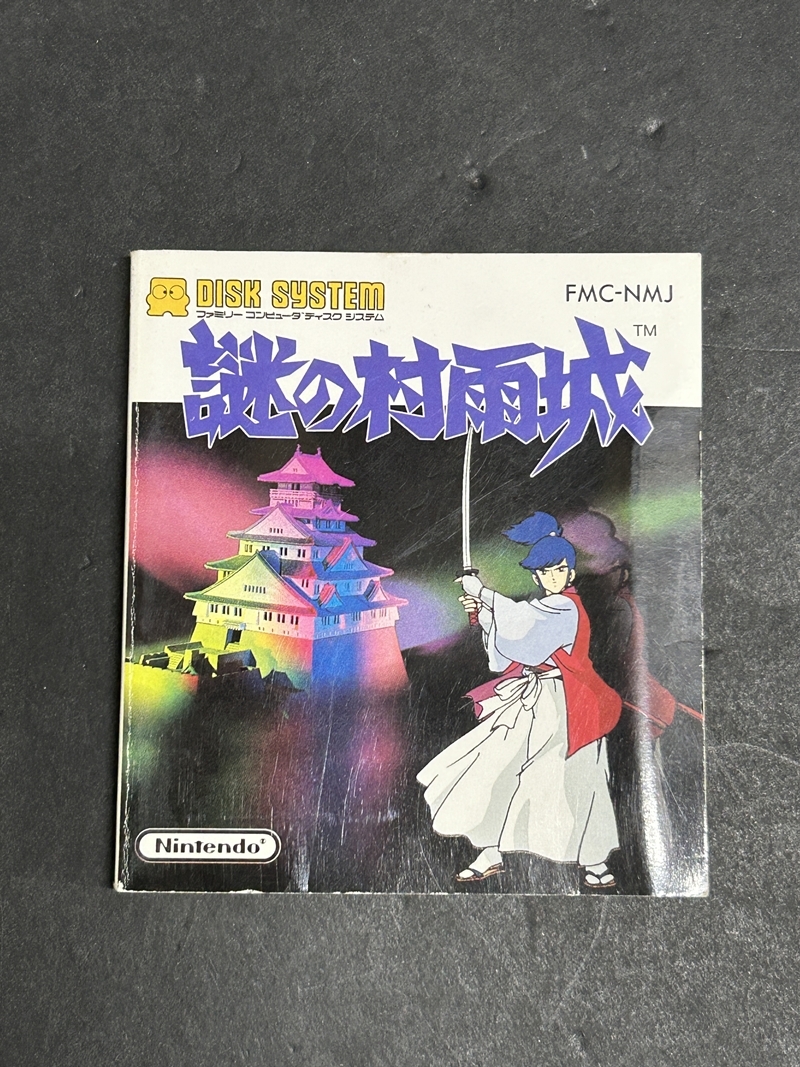 DISK SYSTEM
ファミリー コンピュータ ディスク システム
FMC-NMJ
謎の村雨城
TM
Nintendo